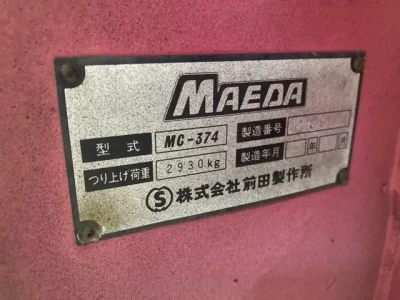 MAEDA
型式 MC-374 製造番号
つり上げ荷重 2930kg 製造年月 年 月
Ⓢ株式会社前田製作所